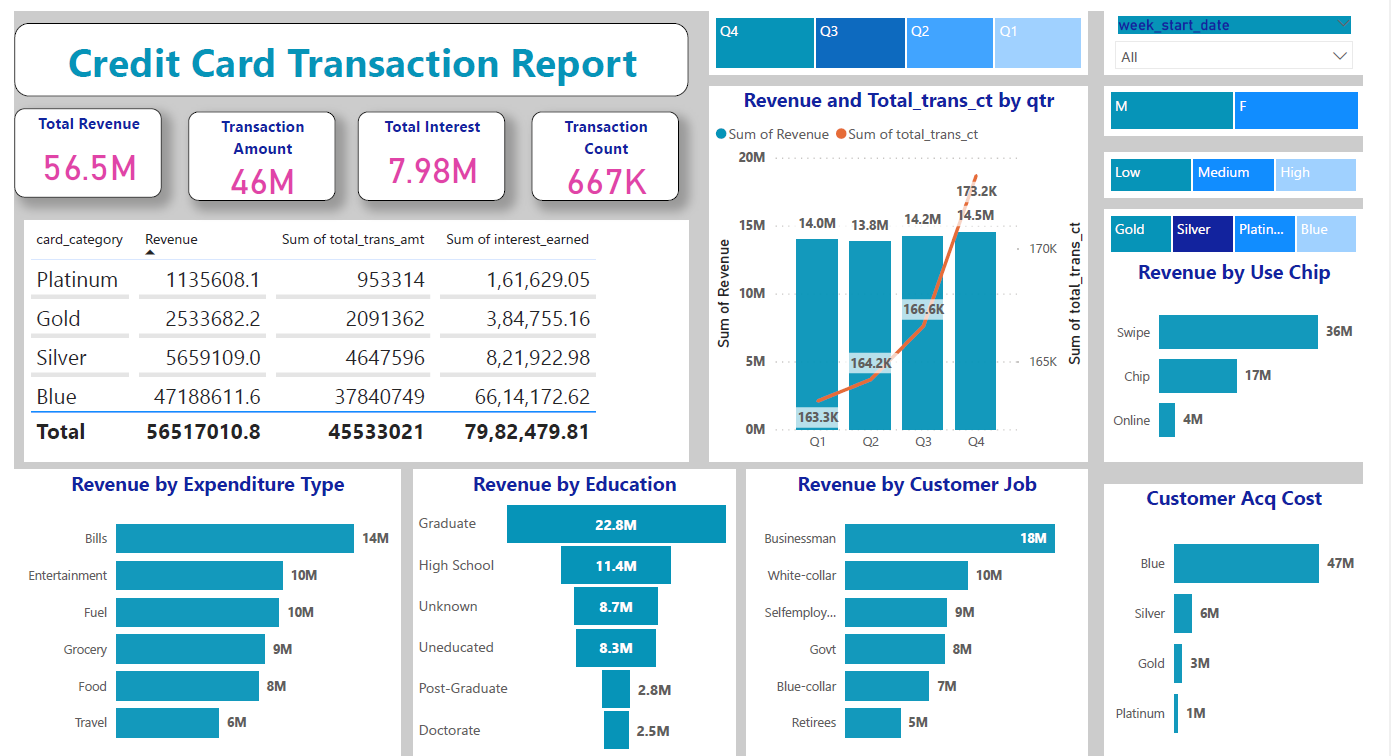 Credit Card Transaction Report
Total Revenue
56.5M
Transaction
Amount
46M
Total Interest
7.98M
Transaction
Count
667K
card_category Revenue Sum of total_trans_amt Sum of interest_earned
Platinum 1135608.1 953314 1,61,629.05
Gold 2533682.2 2091362 3,84,755.16
Silver 5659109.0 4647596 8,21,922.98
Blue 47188611.6 37840749 66,14,172.62
Total 56517010.8 45533021 79,82,479.81
Q4 Q3 Q2 Q1
Revenue and Total_trans_ct by qtr
Sum of Revenue Sum of total_trans_ct
Sum of Revenue
20M
15M
10M
5M
0M
14.0M 13.8M 14.2M 14.5M
163.3K 164.2K 166.6K 173.2K
Q1 Q2 Q3 Q4
170K
165K
Sum of total_trans_ct
week_start_date
All
M F
Low Medium High
Gold Silver Platin... Blue
Revenue by Use Chip
Swipe 36M
Chip 17M
Online 4M
Revenue by Expenditure Type
Bills 14M
Entertainment 10M
Fuel 10M
Grocery 9M
Food 8M
Travel 6M
Revenue by Education
Graduate 22.8M
High School 11.4M
Unknown 8.7M
Uneducated 8.3M
Post-Graduate 2.8M
Doctorate 2.5M
Revenue by Customer Job
Businessman 18M
White-collar 10M
Selfemploy... 9M
Govt 8M
Blue-collar 7M
Retirees 5M
Customer Acq Cost
Blue 47M
Silver 6M
Gold 3M
Platinum 1M